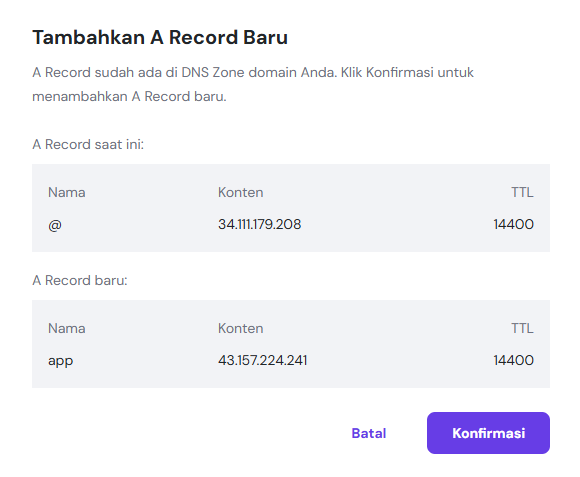 Tambahkan A Record Baru
A Record sudah ada di DNS Zone domain Anda. Klik Konfirmasi untuk
menambahkan A Record baru.
A Record saat ini:
Nama Konten TTL
@ 34.111.179.208 14400
A Record baru:
Nama Konten TTL
app 43.157.224.241 14400
Batal Konfirmasi